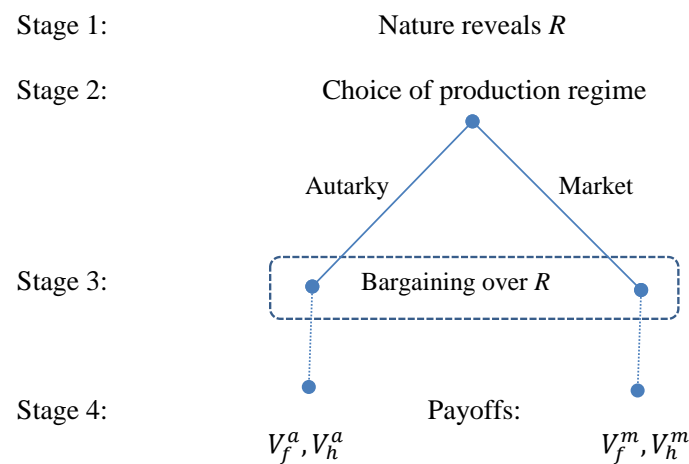 Stage 1: Nature reveals R
Stage 2: Choice of production regime
Autarky Market
Stage 3: Bargaining over R
Stage 4: Payoffs:
V_f^a, V_h^a V_f^m, V_h^m